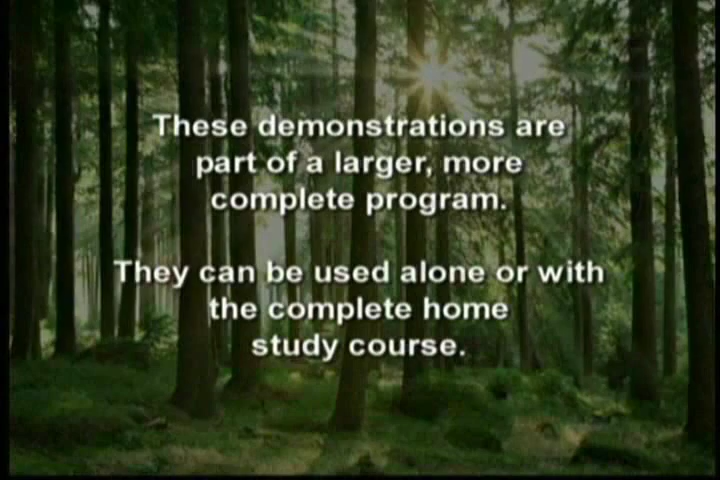 These demonstrations are
part of a larger, more
complete program.
They can be used alone or with
the complete home
study course.